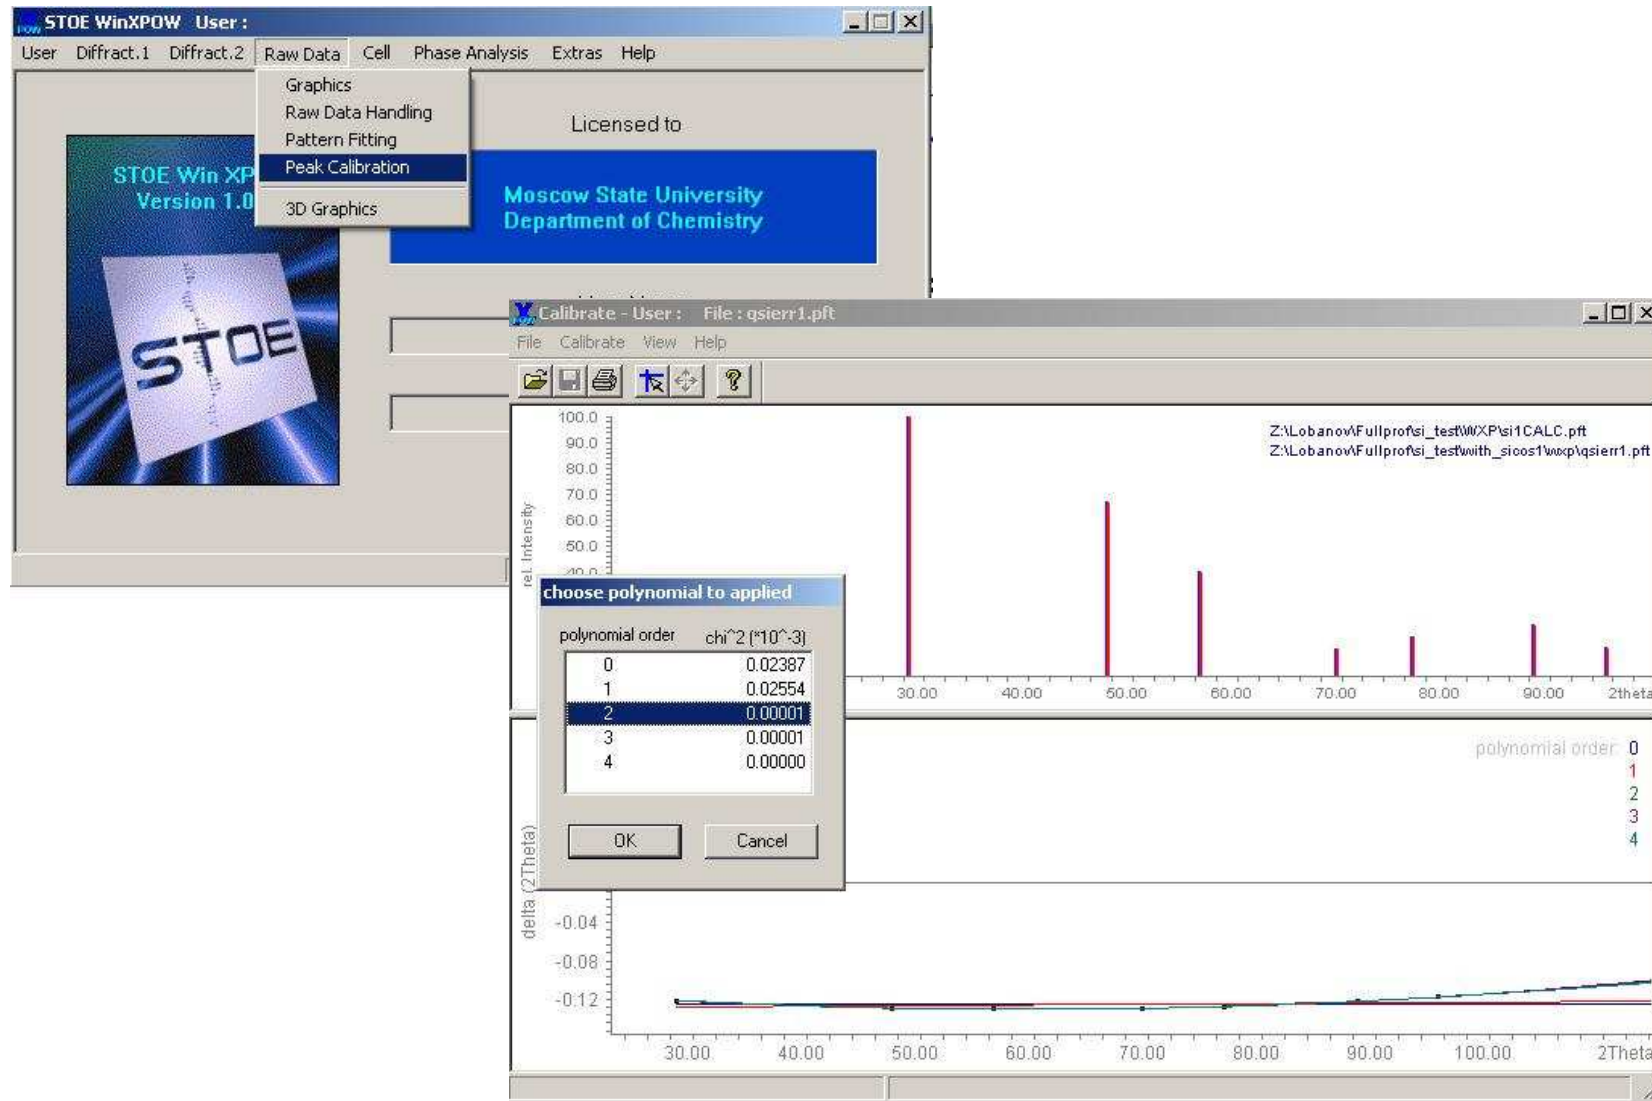 STOE WinXPOW User :
User Diffract.1 Diffract.2 Raw Data Cell Phase Analysis Extras Help
Graphics
Raw Data Handling
Pattern Fitting
Peak Calibration
3D Graphics
STOE Win XP
Version 1.0
STOE
Licensed to
Moscow State University
Department of Chemistry
Calibrate - User : File : qsierr1.pft
File Calibrate View Help
100.0
90.0
80.0
70.0
60.0
50.0
40.0
rel. Intensity
Z:\Lobanov\Fullprof\si_test\WXP\si1CALC.pft
Z:\Lobanov\Fullprof\si_test\with_sicos1\wxp\qsierr1.pft
30.00 40.00 50.00 60.00 70.00 80.00 90.00 2theta
choose polynomial to applied
polynomial order chi^2 (*10^-3)
0 0.02387
1 0.02554
2 0.00001
3 0.00001
4 0.00000
OK Cancel
polynomial order: 0
1
2
3
4
delta (2Theta)
-0.04
-0.08
-0.12
30.00 40.00 50.00 60.00 70.00 80.00 90.00 100.00 2Theta